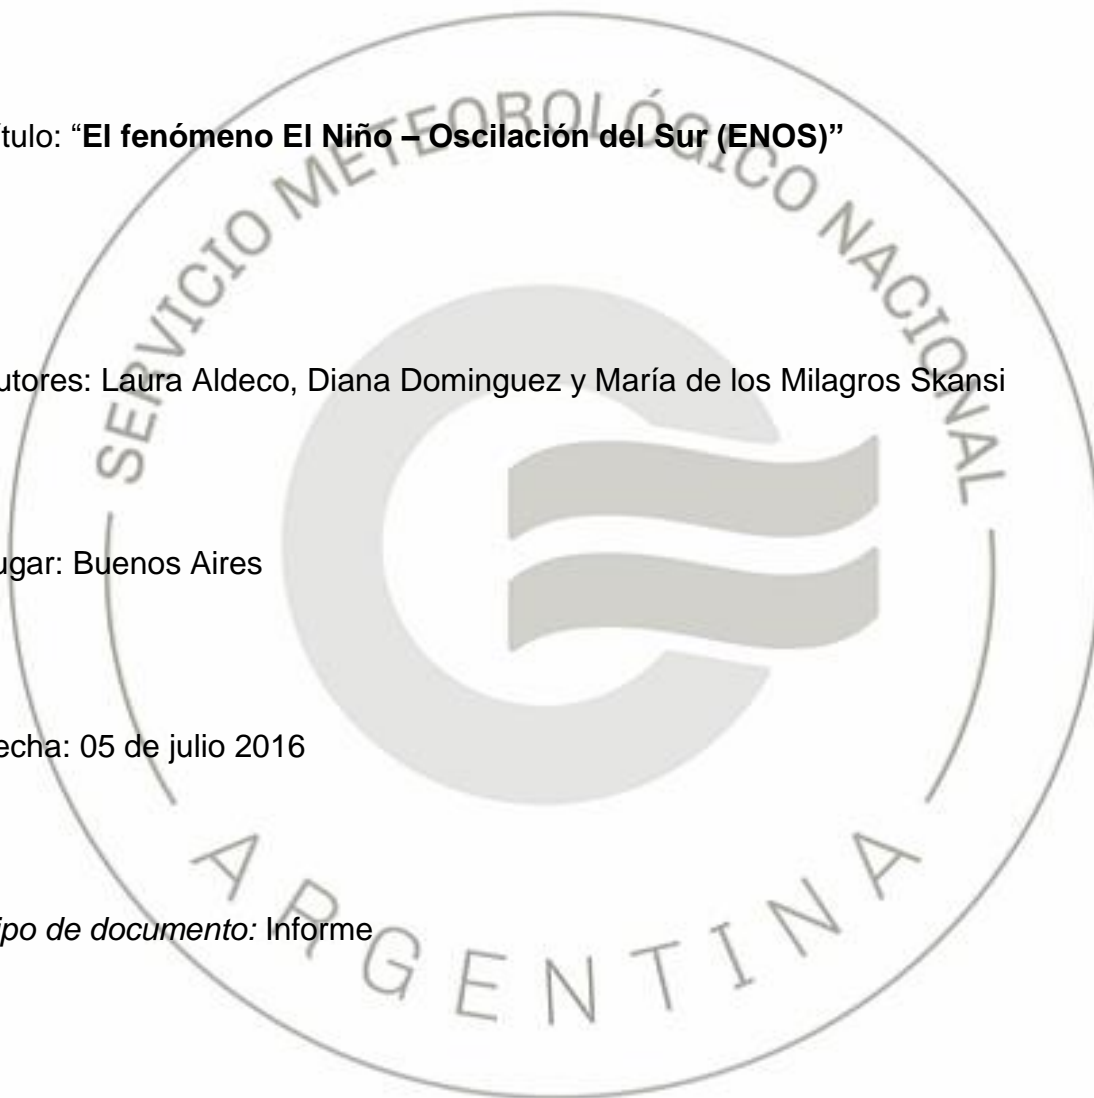 ítulo: “El fenómeno El Niño – Oscilación del Sur (ENOS)”
utores: Laura Aldeco, Diana Dominguez y María de los Milagros Skansi
ugar: Buenos Aires
echa: 05 de julio 2016
ipo de documento: Informe
SERVICIO METEOROLÓGICO NACIONAL
ARGENTINA